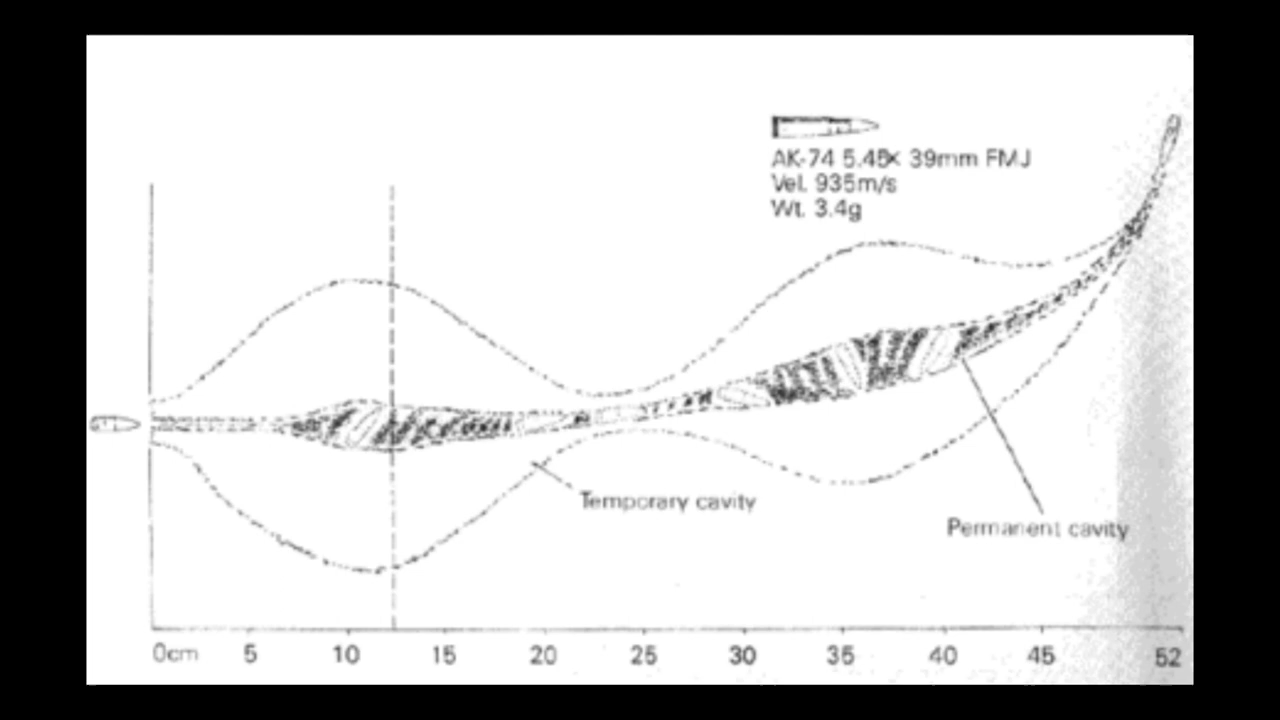 AK-74 5.45× 39mm FMJ
Vel. 935m/s
Wt. 3.4g
Temporary cavity
Permanent cavity
0cm 5 10 15 20 25 30 35 40 45 52